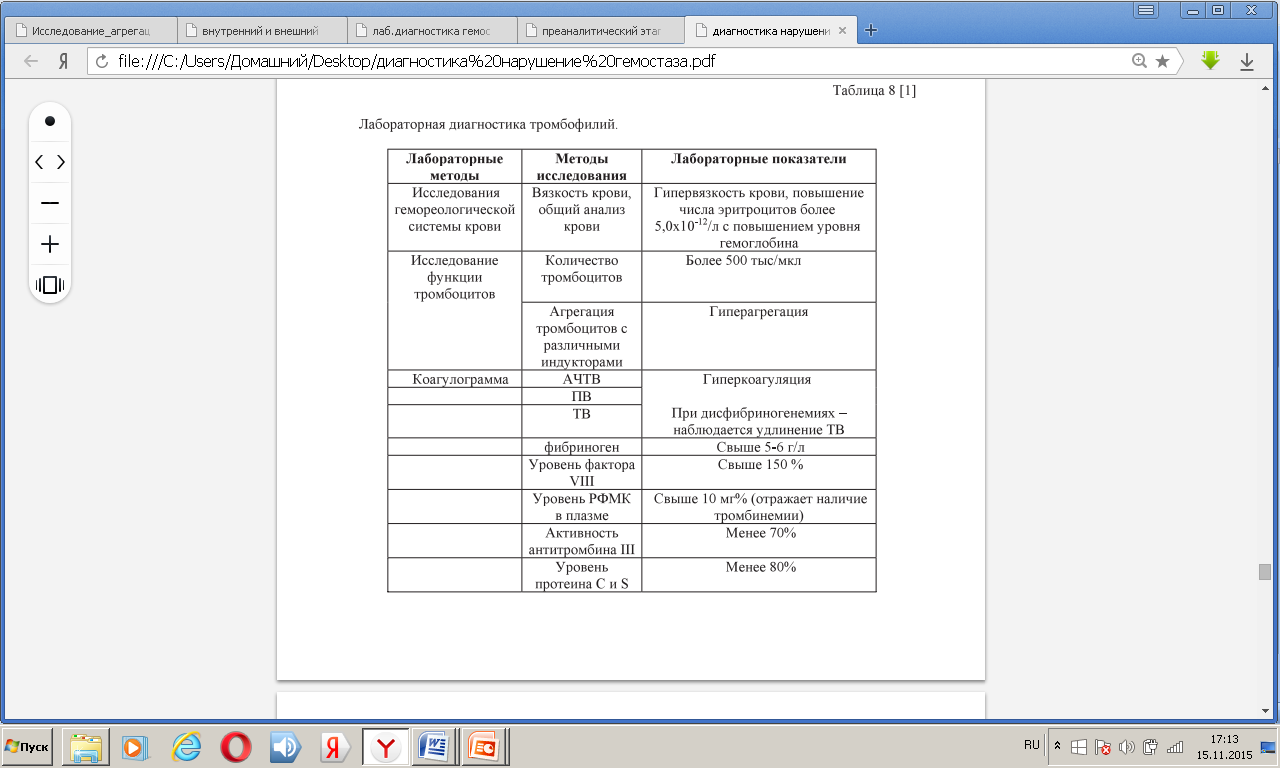 Исследование_агрегац
внутренний и внешний
лаб.диагностика гемос
преаналитический этап
диагностика нарушени
file:///C:/Users/Домашний/Desktop/диагностика%20нарушение%20гемостаза.pdf
Таблица 8 [1]
Лабораторная диагностика тромбофилий.
Лабораторные
методы
Методы
исследования
Лабораторные показатели
Исследования
гемореологической
системы крови
Вязкость крови,
общий анализ
крови
Гипервязкость крови, повышение
числа эритроцитов более
5,0х10-12/л с повышением уровня
гемоглобина
Исследование
функции
тромбоцитов
Количество
тромбоцитов
Более 500 тыс/мкл
Агрегация
тромбоцитов с
различными
индукторами
Гиперагрегация
Коагулограмма
АЧТВ
Гиперкоагуляция
ПВ
ТВ
При дисфибриногенемиях –
наблюдается удлинение ТВ
фибриноген
Свыше 5-6 г/л
Уровень фактора
VIII
Свыше 150 %
Уровень РФМК
в плазме
Свыше 10 мг% (отражает наличие
тромбинемии)
Активность
антитромбина III
Менее 70%
Уровень
протеина С и S
Менее 80%
Пуск
RU
17:13
15.11.2015